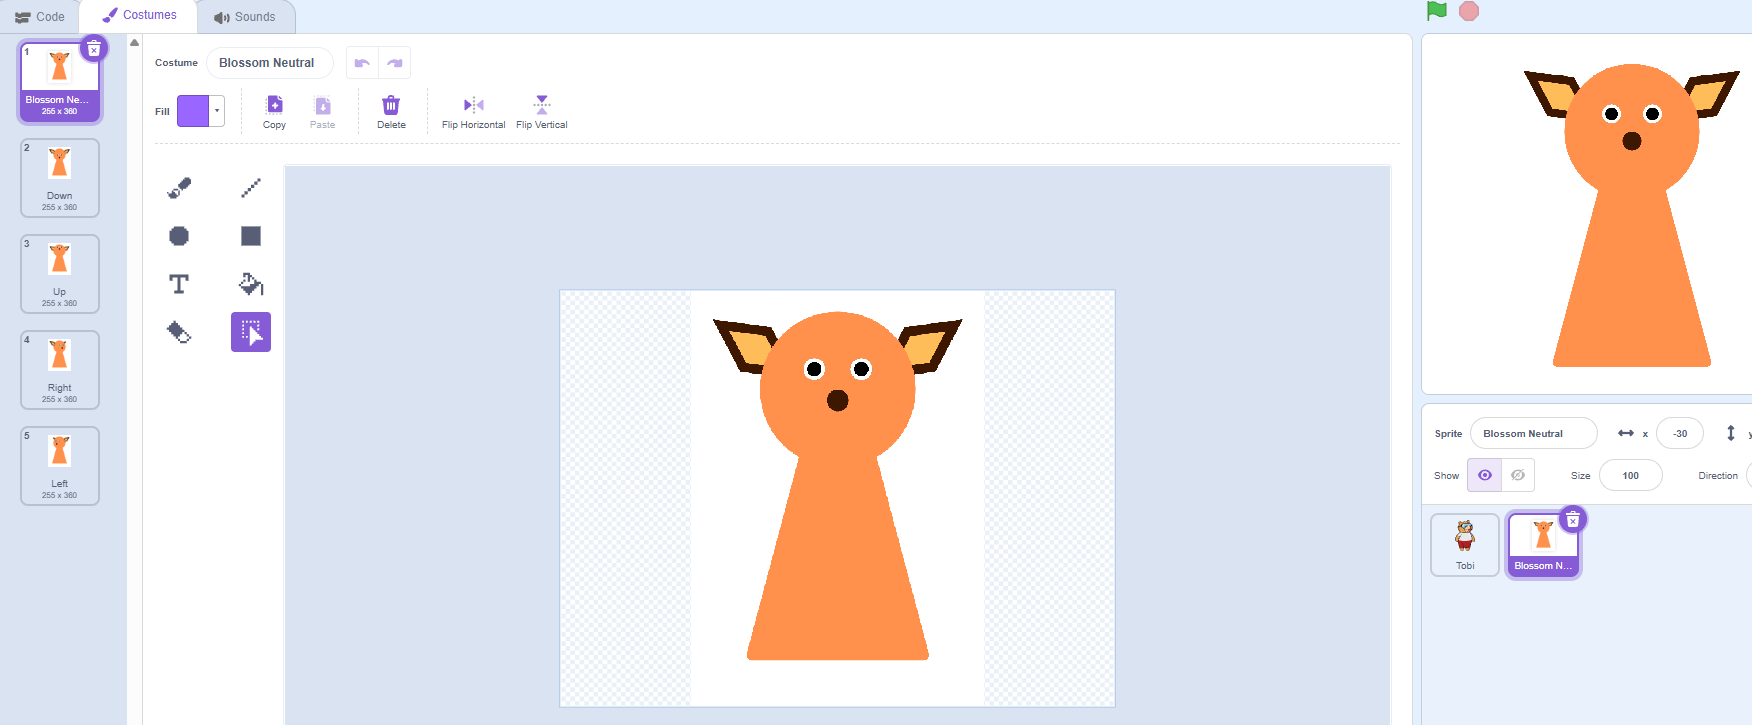 Code
Costumes
Sounds
1
Blossom Ne...
255 x 360
2
Down
255 x 360
3
Up
255 x 360
4
Right
255 x 360
5
Left
255 x 360
Costume Blossom Neutral
Fill
Copy
Paste
Delete
Flip Horizontal
Flip Vertical
T
Sprite Blossom Neutral x -30 y
Show Size 100 Direction
Tobi
Blossom N...